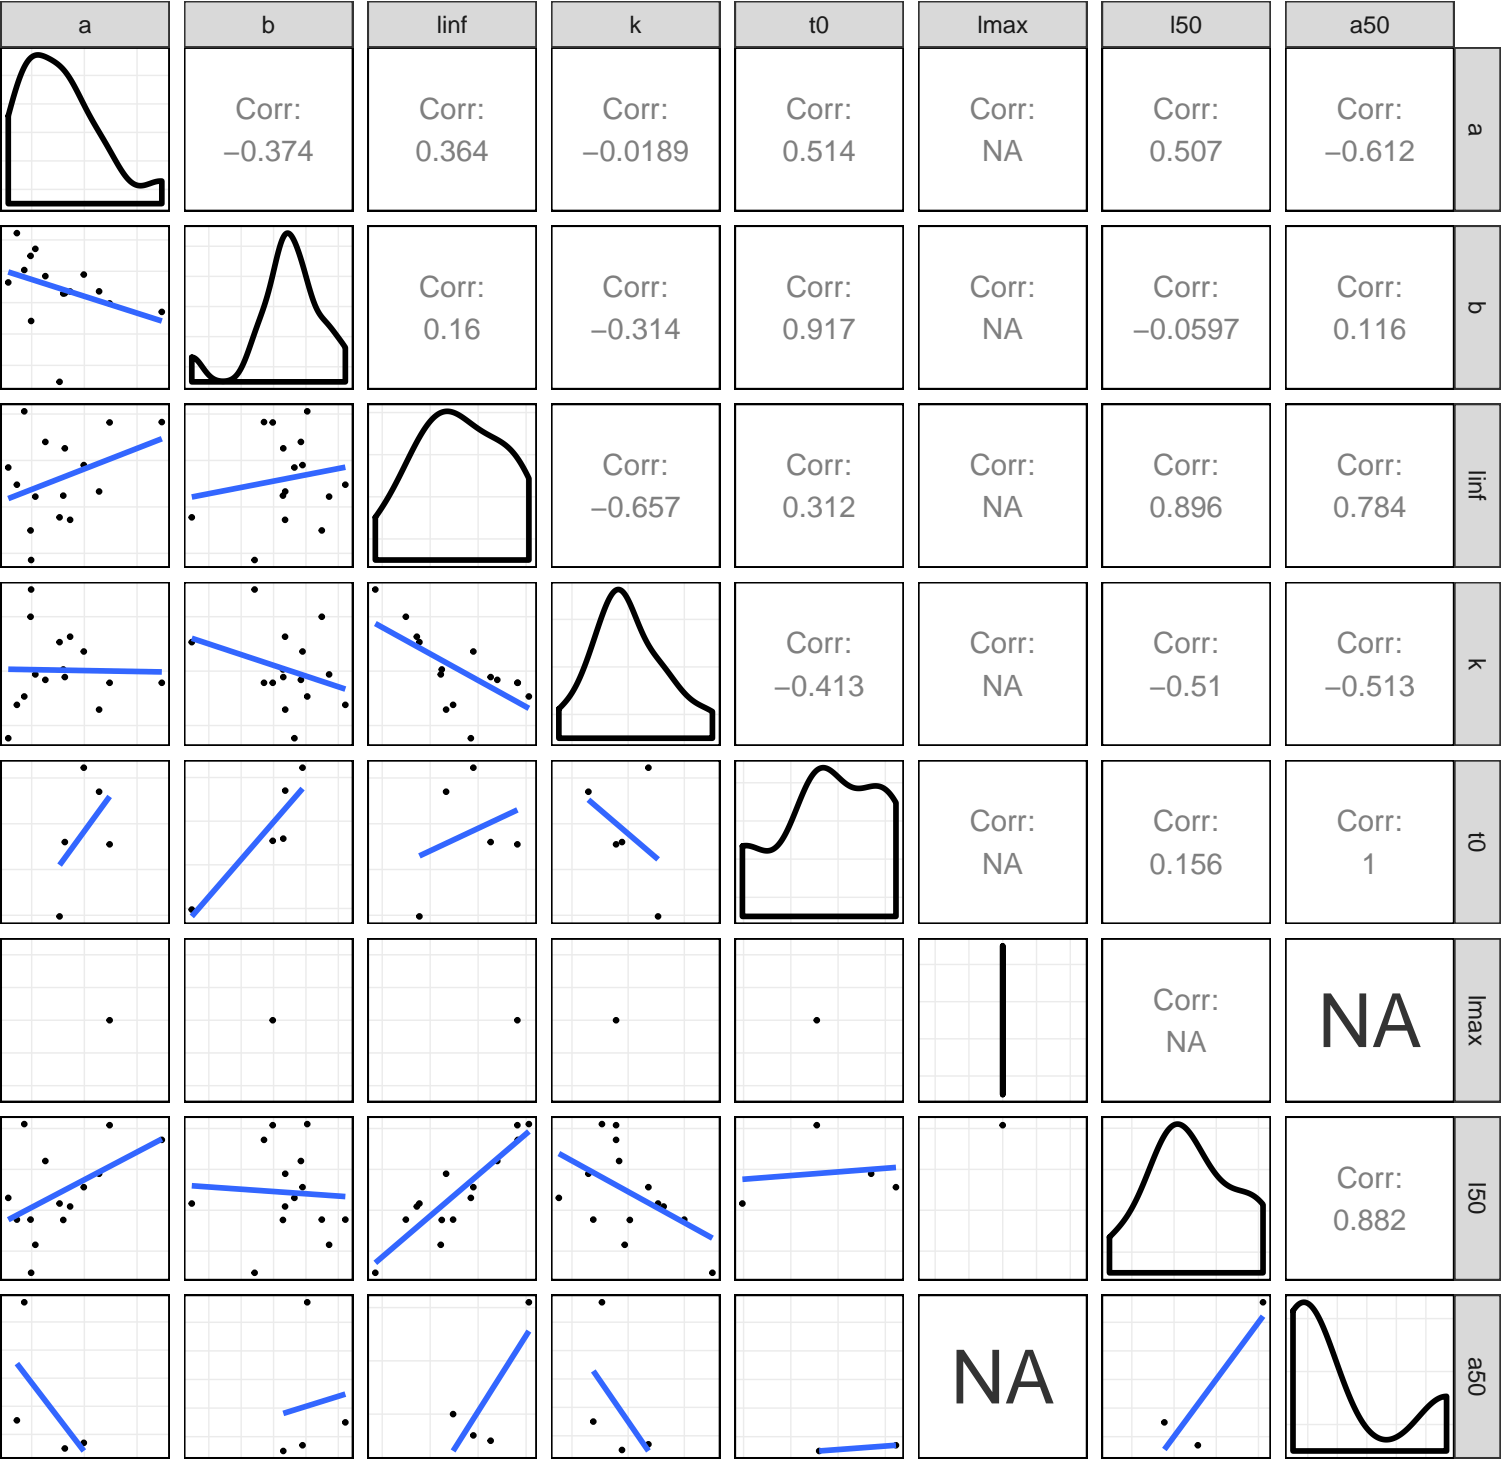 a b linf k t0 lmax l50 a50
Corr: Corr: Corr: Corr: Corr: Corr: Corr: a
−0.374 0.364 −0.0189 0.514 NA 0.507 −0.612
Corr: Corr: Corr: Corr: Corr: Corr: b
0.16 −0.314 0.917 NA −0.0597 0.116
Corr: Corr: Corr: Corr: Corr: linf
−0.657 0.312 NA 0.896 0.784
Corr: Corr: Corr: Corr: k
−0.413 NA −0.51 −0.513
Corr: Corr: Corr: t0
NA 0.156 1
Corr: NA lmax
NA
Corr: l50
0.882
NA a50